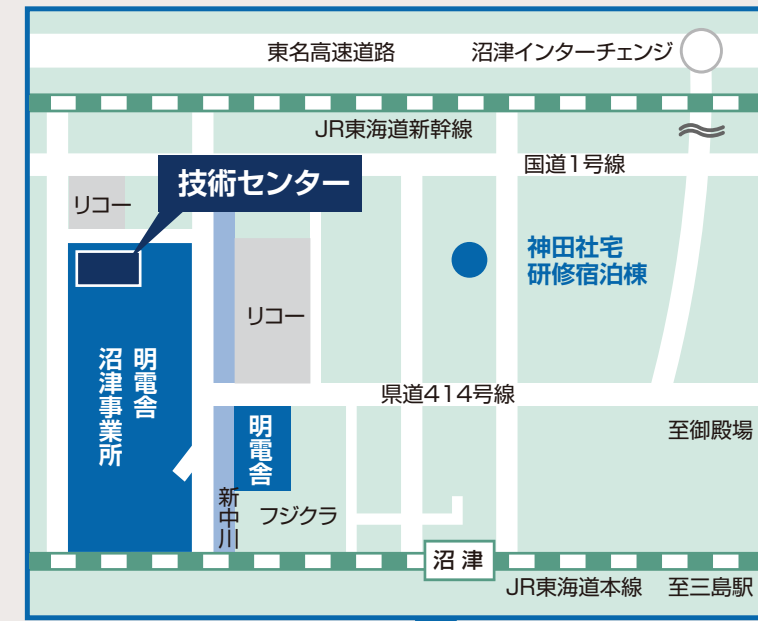 東名高速道路
沼津インターチェンジ
JR東海道新幹線
国道1号線
技術センター
リコー
神田社宅
研修宿泊棟
リコー
明電舎
沼津事業所
県道414号線
明電舎
至御殿場
新中川
フジクラ
沼津
JR東海道本線
至三島駅